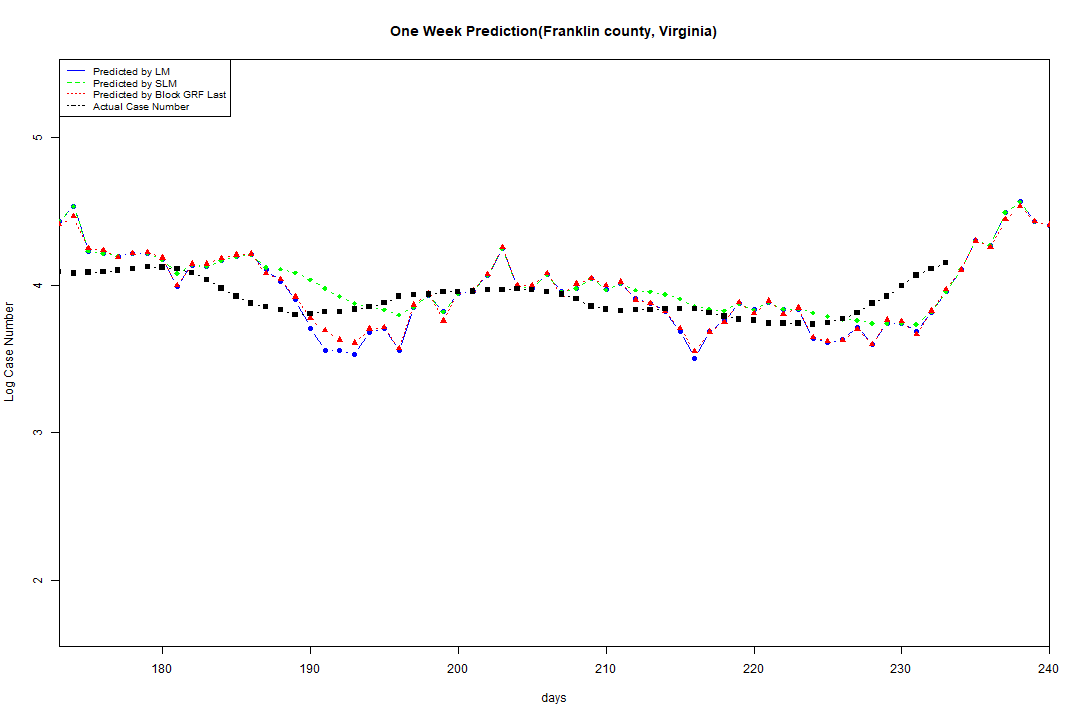 One Week Prediction(Franklin county, Virginia)
Predicted by LM
Predicted by SLM
Predicted by Block GRF Last
Actual Case Number
5
4
3
2
Log Case Number
180 190 200 210 220 230 240
days